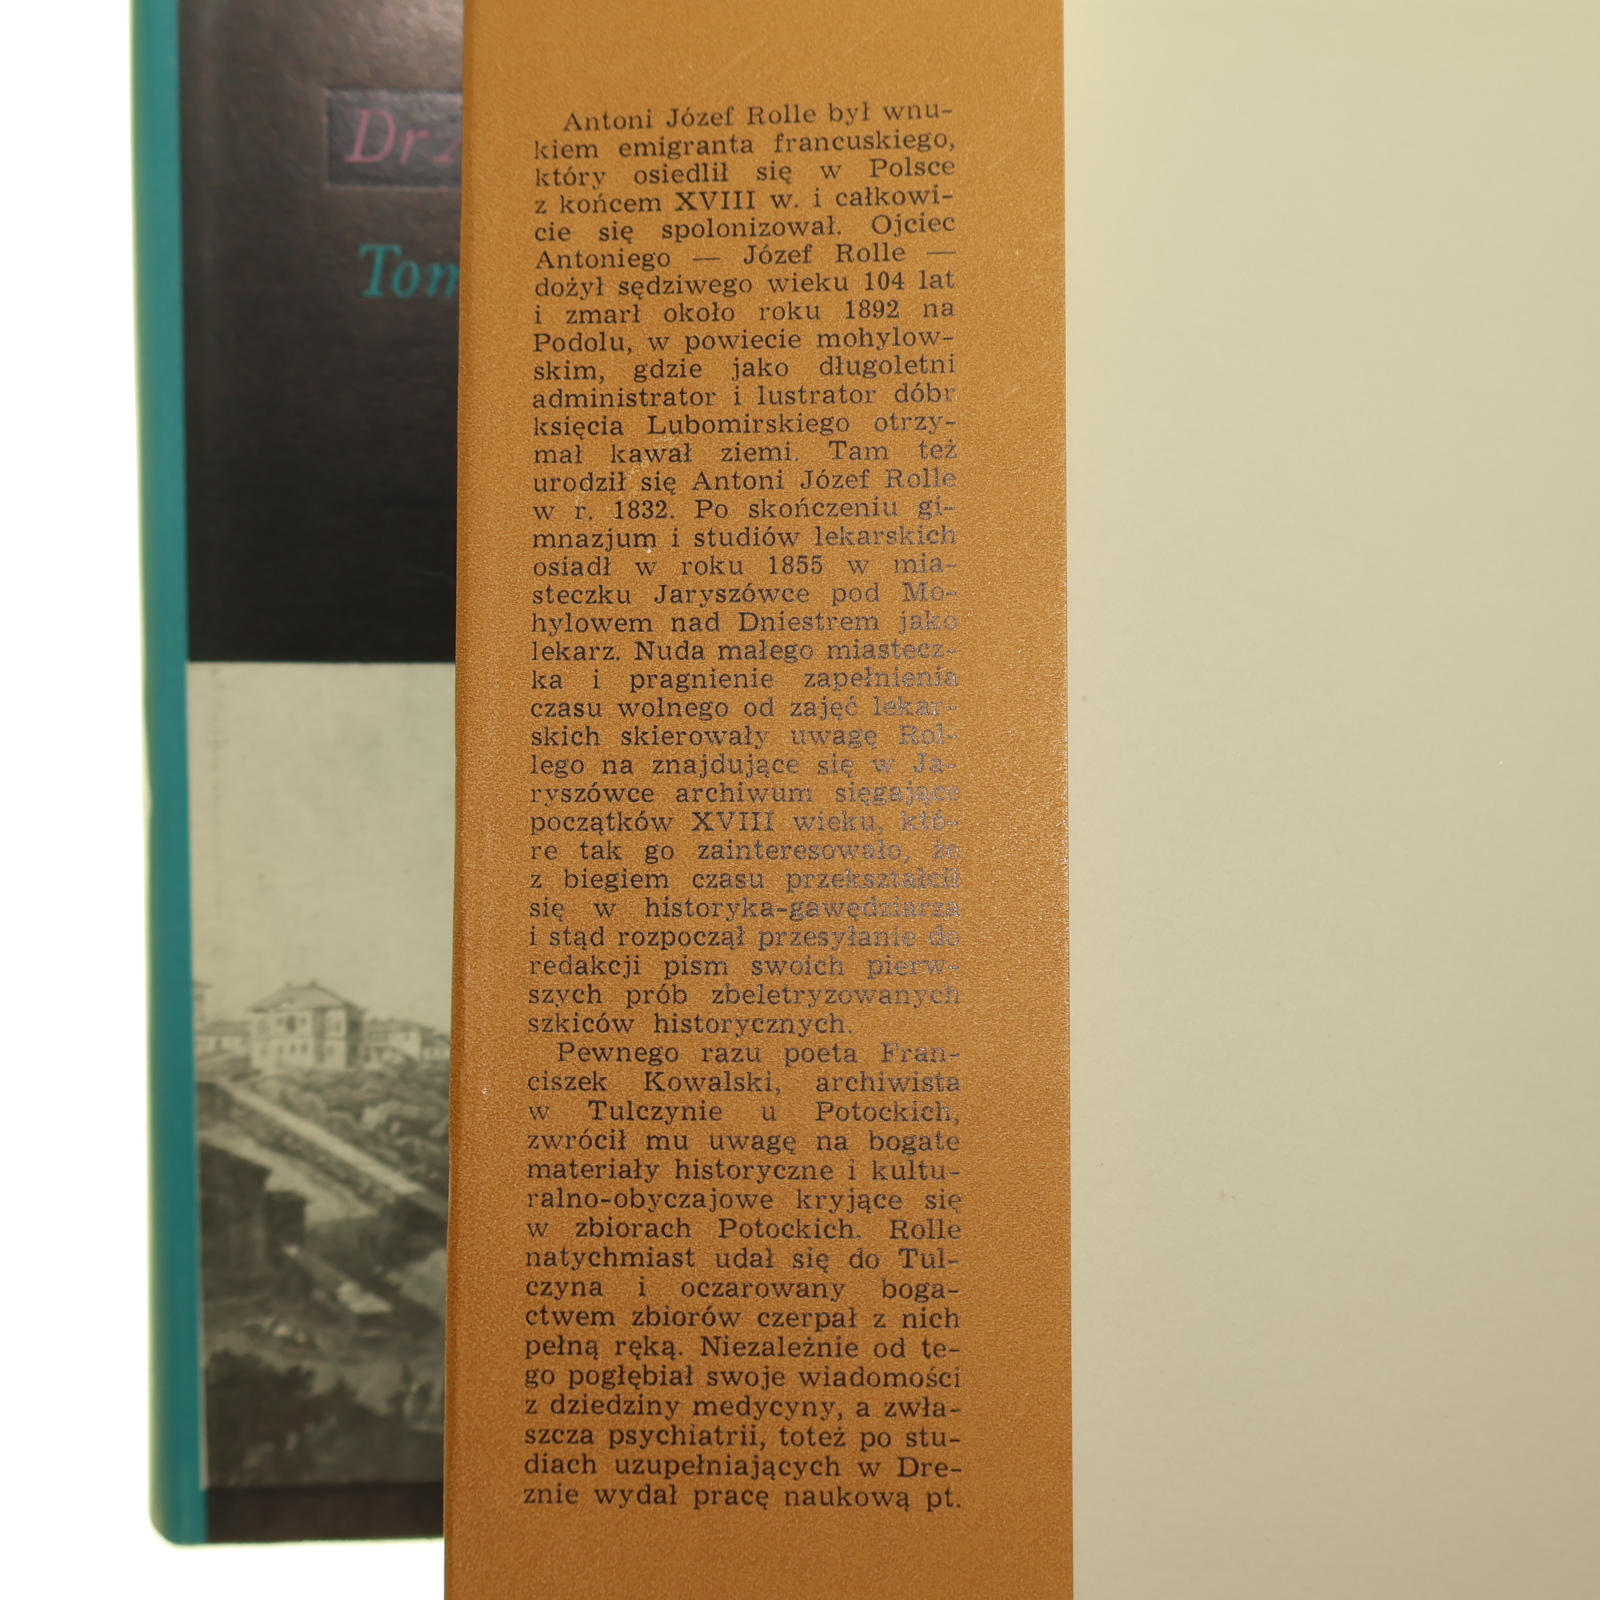 Dr
Tom
Antoni Józef Rolle był wnu-
kiem emigranta francuskiego,
który osiedlił się w Polsce
z końcem XVIII w. i całkowi-
cie się spolonizował. Ojciec
Antoniego — Józef Rolle —
dożył sędziwego wieku 104 lat
i zmarł około roku 1892 na
Podolu, w powiecie mohylow-
skim, gdzie jako długoletni
administrator i lustrator dóbr
księcia Lubomirskiego otrzy-
mał kawał ziemi. Tam też
urodził się Antoni Józef Rolle
w r. 1832. Po skończeniu gi-
mnazjum i studiów lekarskich
osiadł w roku 1855 w mia-
steczku Jaryszówce pod Mo-
hylowem nad Dniestrem jako
lekarz. Nuda małego miastecz-
ka i pragnienie zapełnienia
czasu wolnego od zajęć lekar-
skich skierowały uwagę Rol-
lego na znajdujące się w Ja-
ryszówce archiwum sięgające
początków XVIII wieku, któ-
re tak go zainteresowało, że
z biegiem czasu przekształcił
się w historyka-gawędziarza
i stąd rozpoczął przesyłanie do
redakcji pism swoich pierw-
szych prób zbeletryzowanych
szkiców historycznych.
Pewnego razu poeta Fran-
ciszek Kowalski, archiwista
w Tulczynie u Potockich,
zwrócił mu uwagę na bogate
materiały historyczne i kultu-
ralno-obyczajowe kryjące się
w zbiorach Potockich. Rolle
natychmiast udał się do Tul-
czyna i oczarowany boga-
ctwem zbiorów czerpał z nich
pełną ręką. Niezależnie od te-
go pogłębiał swoje wiadomości
z dziedziny medycyny, a zwła-
szcza psychiatrii, toteż po stu-
diach uzupełniających w Dre-
znie wydał pracę naukową pt.